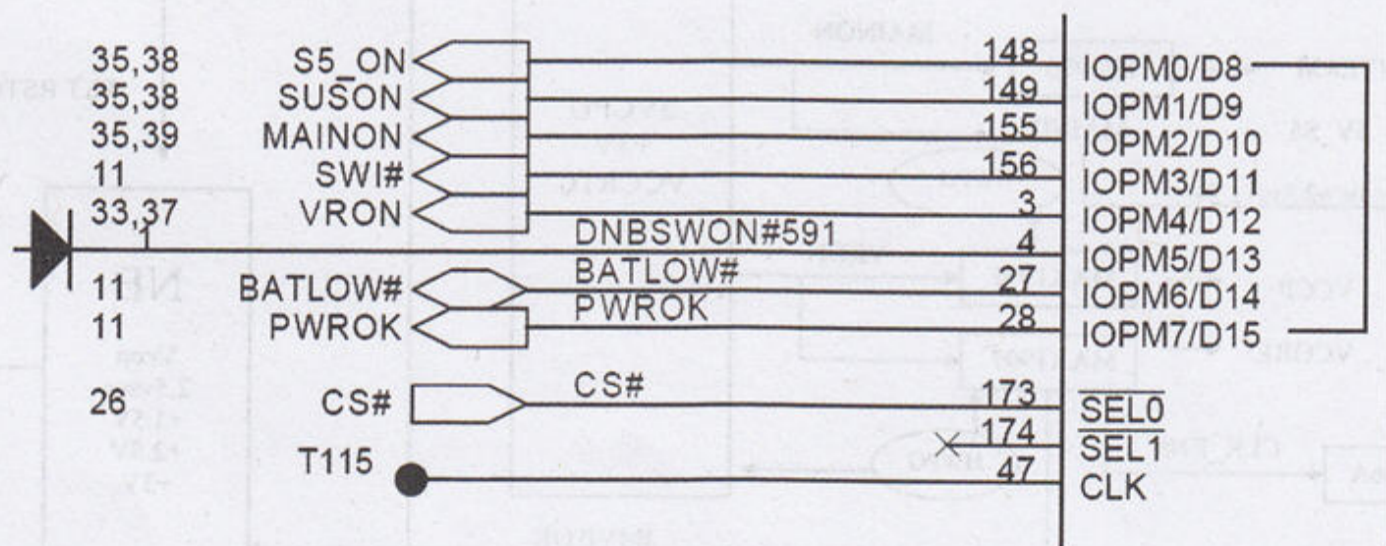 35,38 S5_ON 148 IOPM0/D8
35,38 SUSON 149 IOPM1/D9
35,39 MAINON 155 IOPM2/D10
11 SWI# 156 IOPM3/D11
33,37 VRON 3 IOPM4/D12
DNBSWON#591 4 IOPM5/D13
11 BATLOW# BATLOW# 27 IOPM6/D14
11 PWROK PWROK 28 IOPM7/D15
26 CS# CS# 173 SEL0
174 SEL1
T115 47 CLK